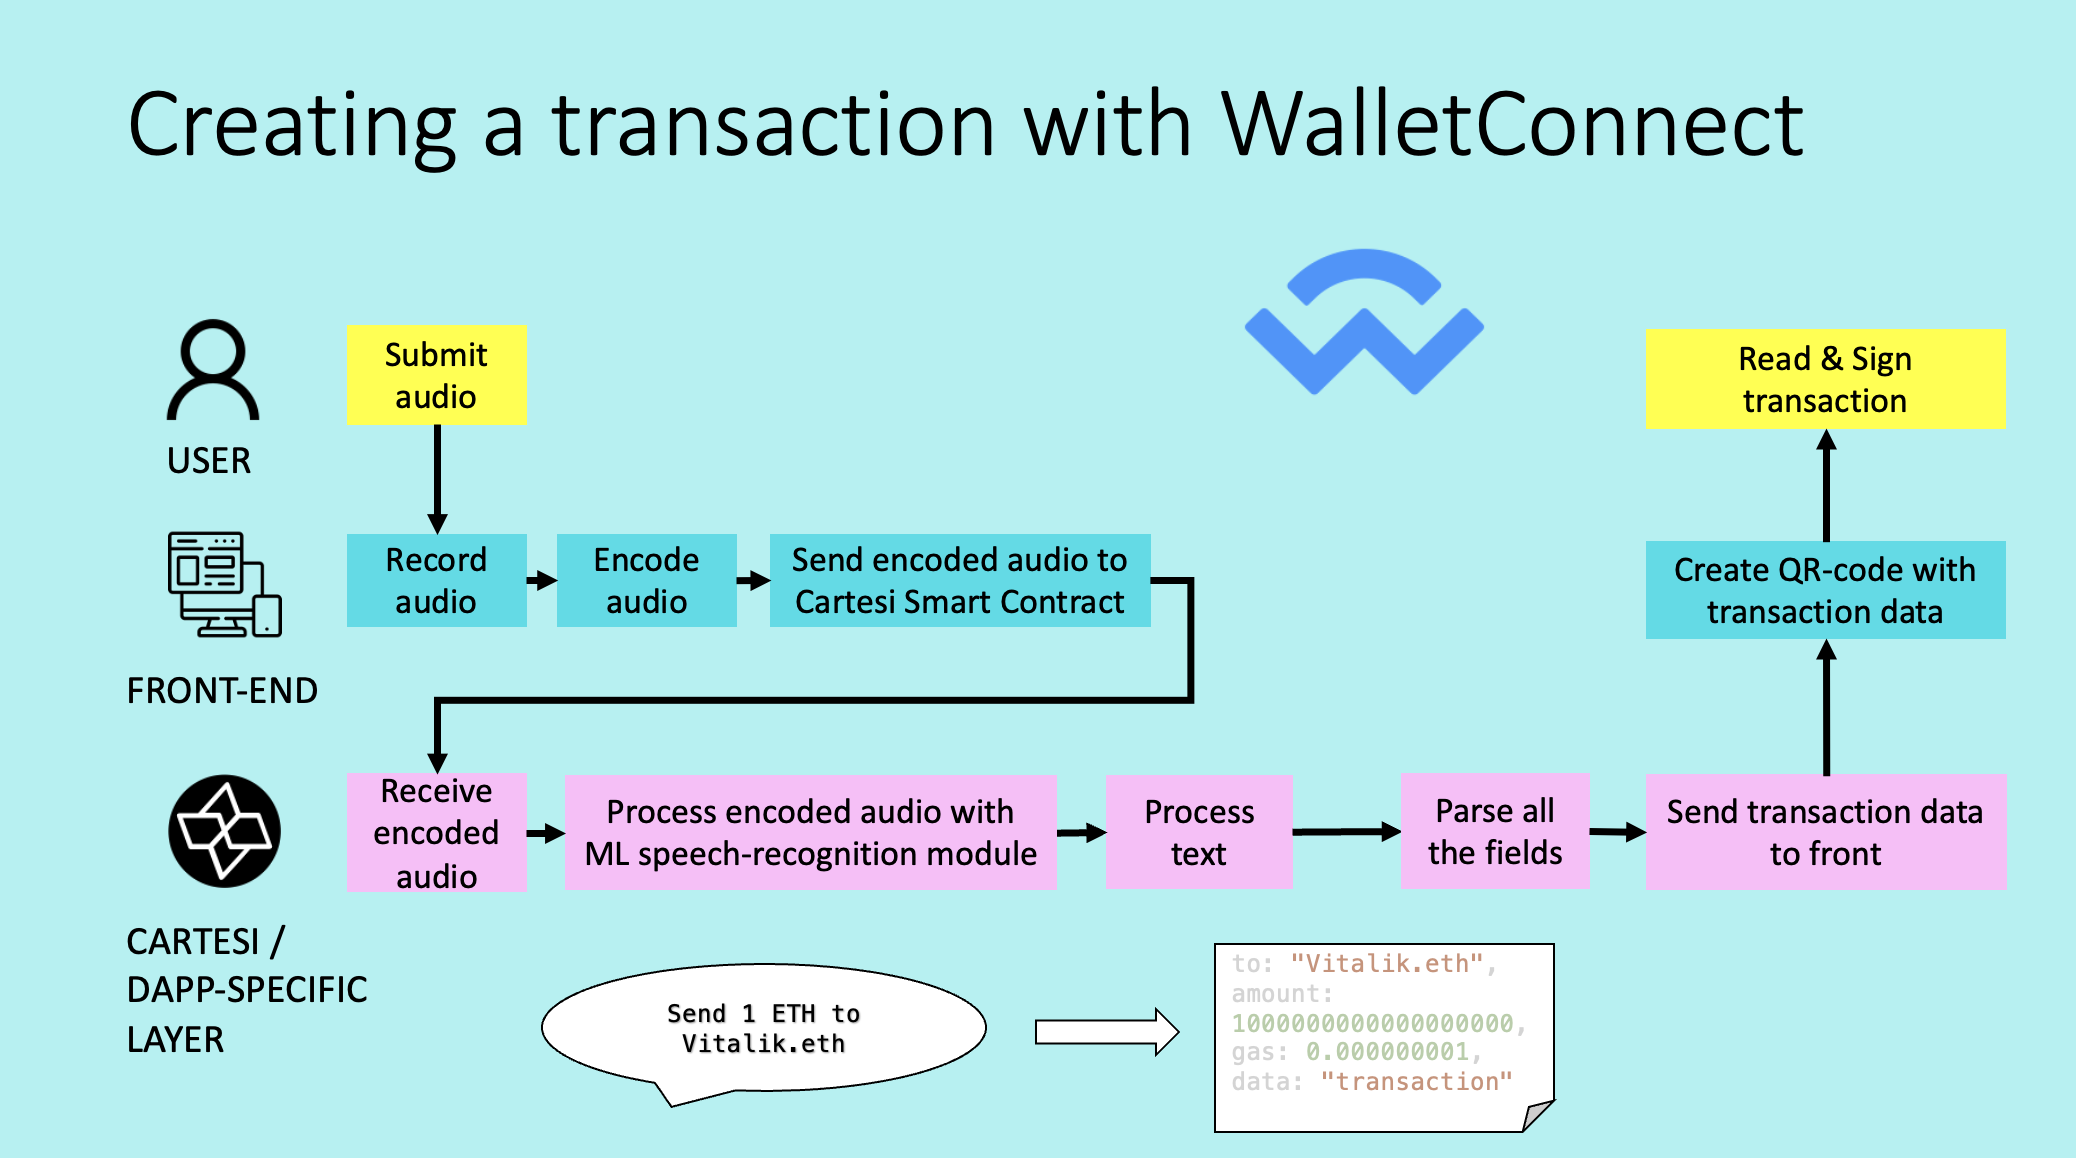 Creating a transaction with WalletConnect
USER
Submit
audio
Read & Sign
transaction
FRONT-END
Record
audio
Encode
audio
Send encoded audio to
Cartesi Smart Contract
Create QR-code with
transaction data
CARTESI /
DAPP-SPECIFIC
LAYER
Receive
encoded
audio
Process encoded audio with
ML speech-recognition module
Process
text
Parse all
the fields
Send transaction data
to front
Send 1 ETH to
Vitalik.eth
to: "Vitalik.eth",
amount:
1000000000000000000,
gas: 0.000000001,
data: "transaction"